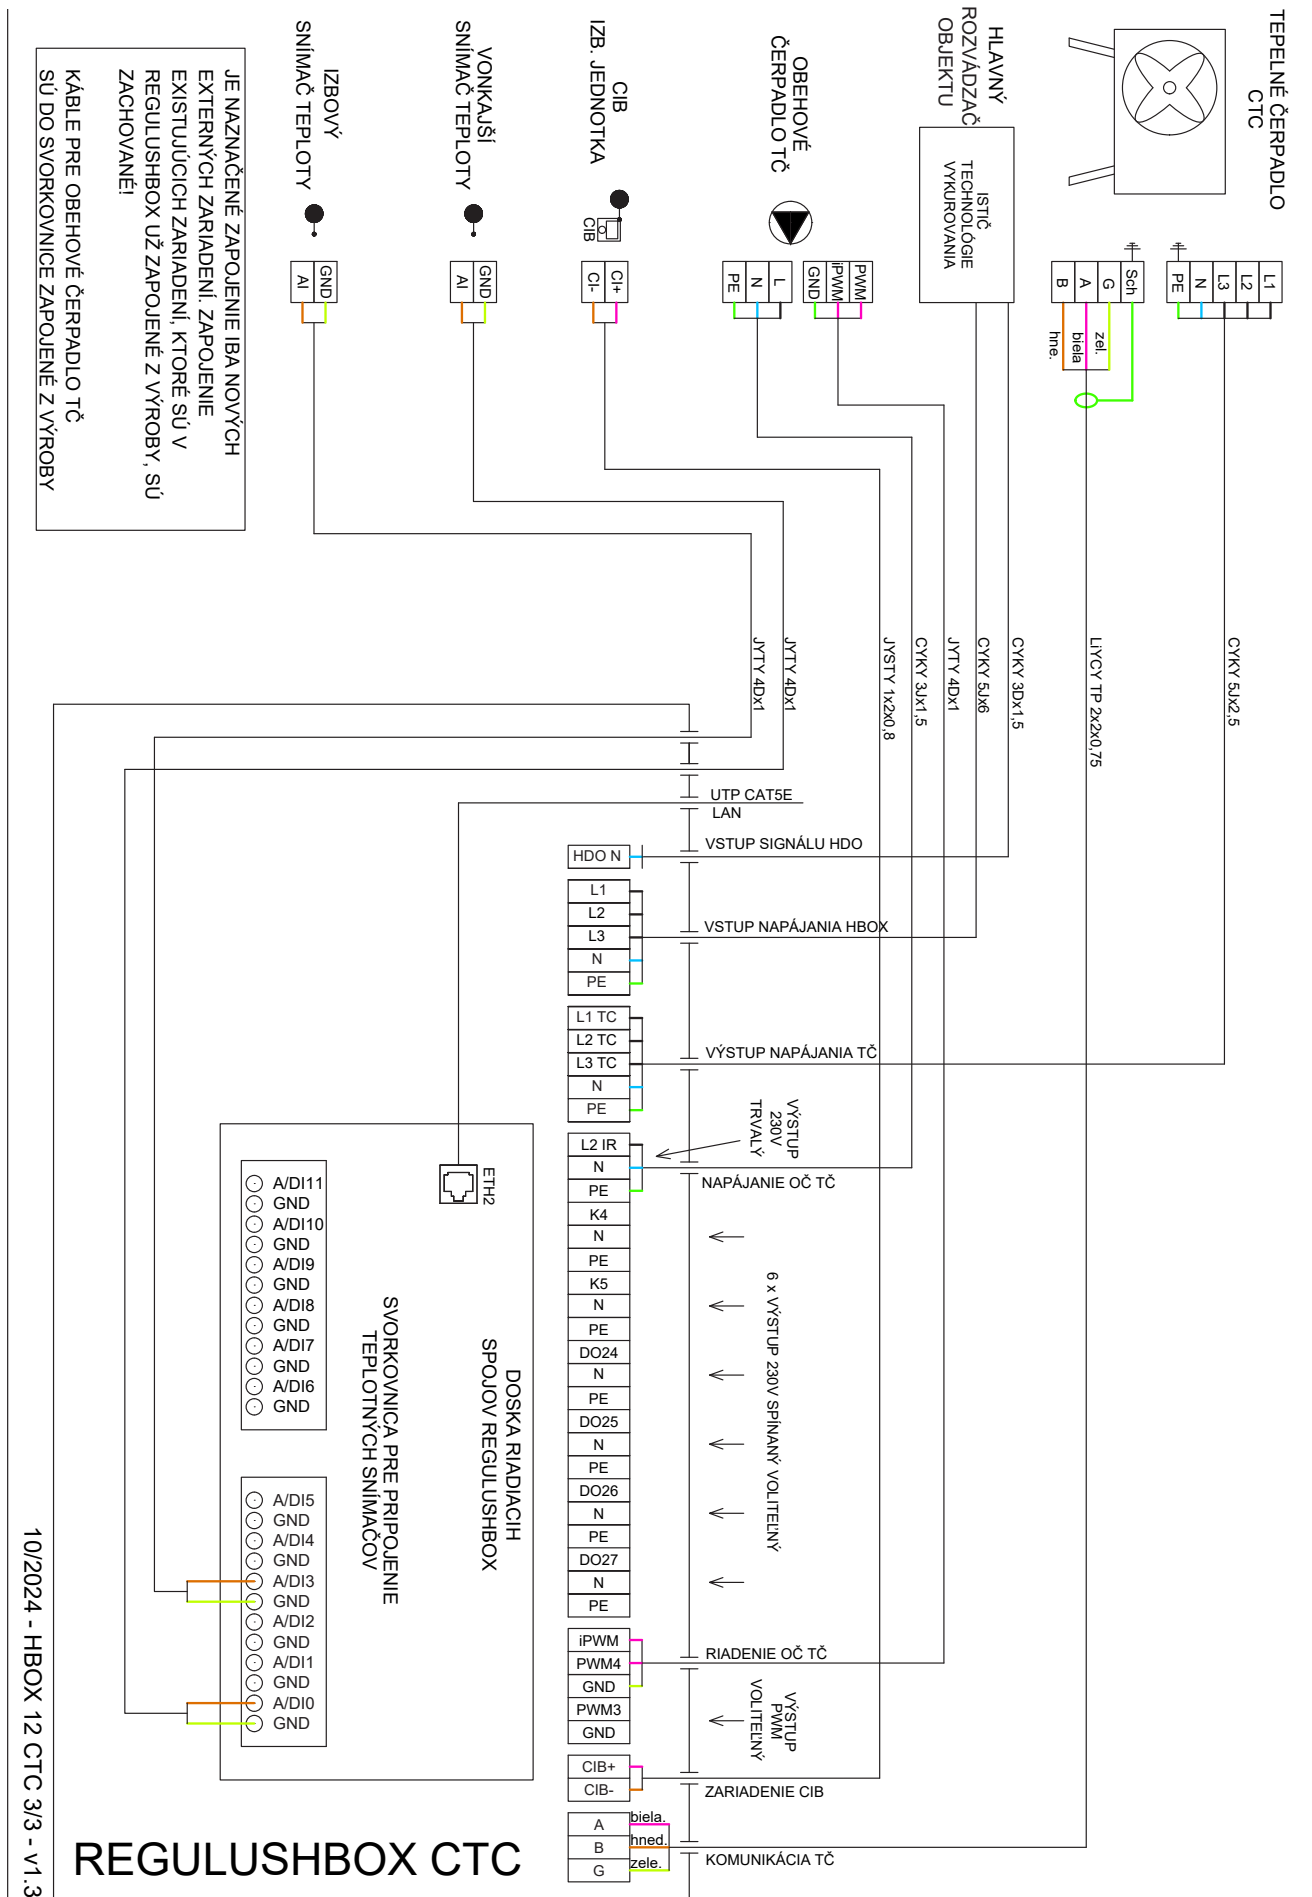 TEPELNÉ ČERPADLO
CTC
HLAVNÝ
ROZVÁDZAČ
OBJEKTU
OBEHOVÉ
ČERPADLO TČ
CIB
IZB. JEDNOTKA
VONKAJŠÍ
SNÍMAČ TEPLOTY
IZBOVÝ
SNÍMAČ TEPLOTY
JE NAZNAČENÉ ZAPOJENIE IBA NOVÝCH
EXTERNÝCH ZARIADENÍ. ZAPOJENIE
EXISTUJÚCICH ZARIADENÍ, KTORÉ SÚ V
REGULUSHBOX UŽ ZAPOJENÉ Z VÝROBY, SÚ
ZACHOVANÉ!
KÁBLE PRE OBEHOVÉ ČERPADLO TČ
SÚ DO SVORKOVNICE ZAPOJENÉ Z VÝROBY
ISTIČ
TECHNOLÓGIE
VYKUROVANIA
CIB
L1
L2
L3
N
PE
Sch
G
A
B
zel.
biela
hne.
PWM
iPWM
GND
L
N
PE
CI+
CI-
GND
AI
GND
AI
CYKY 5Jx2,5
LiYCY TP 2x2x0,75
CYKY 3Dx1,5
CYKY 5Jx6
JYTY 4Dx1
CYKY 3Jx1,5
JYSTY 1x2x0,8
JYTY 4Dx1
JYTY 4Dx1
UTP CAT5E
LAN
HDO N
VSTUP SIGNÁLU HDO
L1
L2
L3
N
PE
VSTUP NAPÁJANIA HBOX
L1 TC
L2 TC
L3 TC
N
PE
VÝSTUP NAPÁJANIA TČ
VÝSTUP
230V
TRVALÝ
L2 IR
N
PE
NAPÁJANIE OČ TČ
K4
N
PE
K5
N
PE
DO24
N
PE
DO25
N
PE
DO26
N
PE
DO27
N
PE
6 x VÝSTUP 230V SPÍNANÝ VOLITEĽNÝ
iPWM
PWM4
GND
PWM3
GND
RIADENIE OČ TČ
VÝSTUP
PWM
VOLITEĽNÝ
CIB+
CIB-
ZARIADENIE CIB
A
B
G
biela.
hned.
zele.
KOMUNIKÁCIA TČ
ETH2
DOSKA RIADIACIH
SPOJOV REGULUSHBOX
SVORKOVNICA PRE PRIPOJENIE
TEPLOTNÝCH SNÍMAČOV
A/DI11
GND
A/DI10
GND
A/DI9
GND
A/DI8
GND
A/DI7
GND
A/DI6
GND
A/DI5
GND
A/DI4
GND
A/DI3
GND
A/DI2
GND
A/DI1
GND
A/DI0
GND
REGULUSHBOX CTC
10/2024 - HBOX 12 CTC 3/3 - v1.3